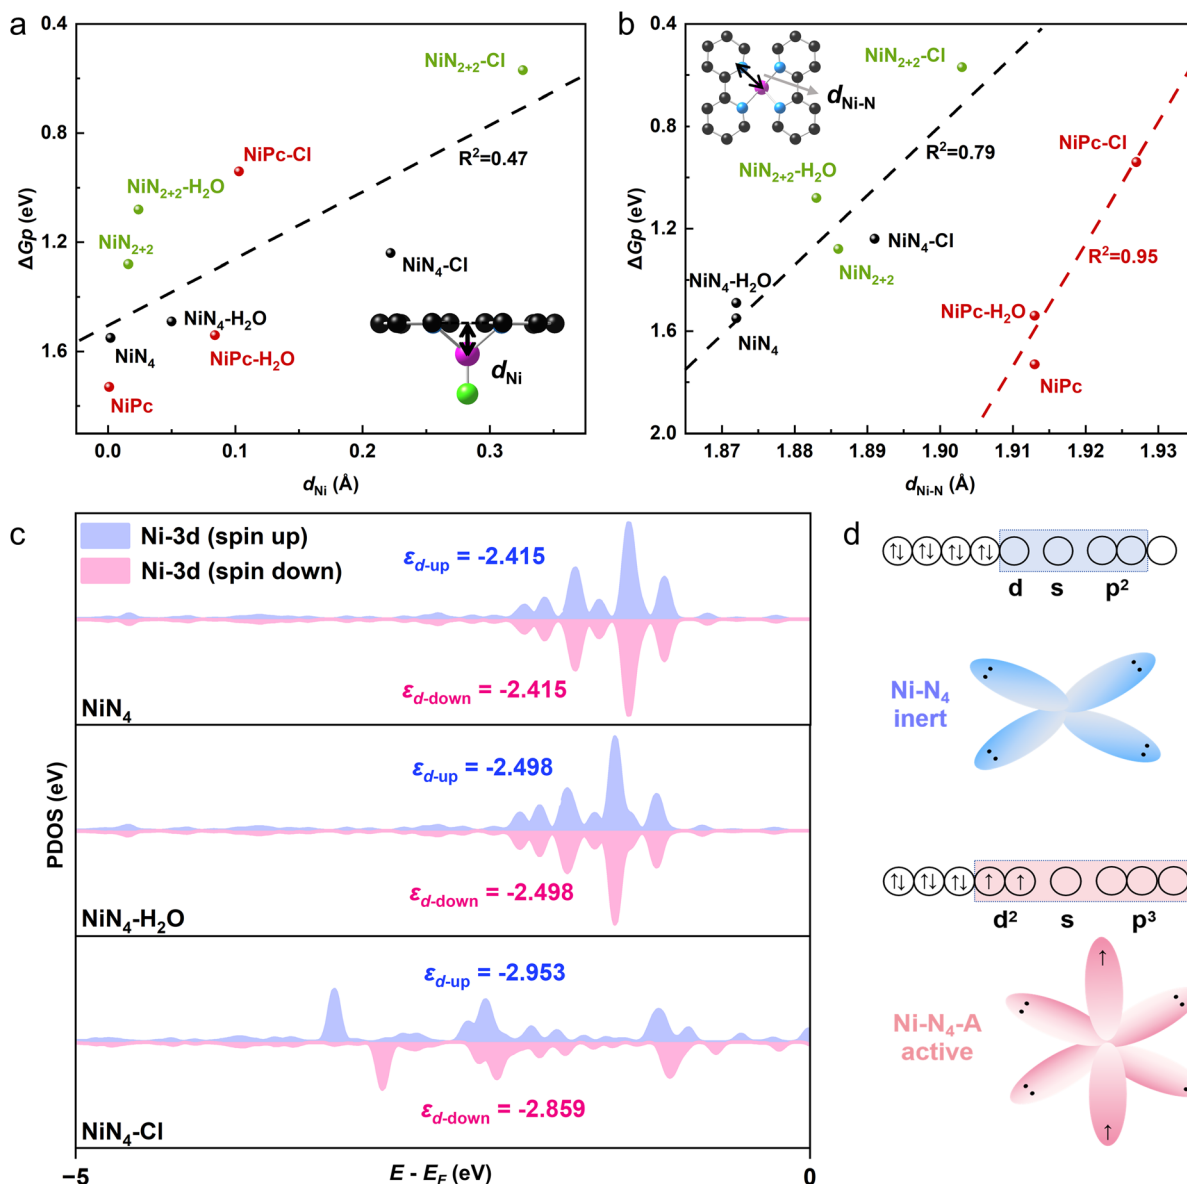 a
0.4
0.8
1.2
1.6
ΔGp (eV)
NiN2+2-Cl
NiPc-Cl
R²=0.47
NiN2+2-H2O
NiN2+2
NiN4-Cl
NiN4-H2O
NiN4
NiPc-H2O
NiPc
dNi
0.0
0.1
0.2
0.3
dNi (Å)
b
0.4
0.8
1.2
1.6
2.0
ΔGp (eV)
NiN2+2-Cl
dNi-N
R²=0.79
NiPc-Cl
NiN2+2-H2O
NiN4-Cl
NiN2+2
R²=0.95
NiN4-H2O
NiN4
NiPc-H2O
NiPc
1.87
1.88
1.89
1.90
1.91
1.92
1.93
dNi-N (Å)
c
Ni-3d (spin up)
Ni-3d (spin down)
εd-up = -2.415
εd-down = -2.415
NiN4
εd-up = -2.498
εd-down = -2.498
NiN4-H2O
εd-up = -2.953
εd-down = -2.859
NiN4-Cl
PDOS (eV)
−5
E - EF (eV)
0
d
↑↓ ↑↓ ↑↓ ↑↓
d s p²
Ni-N4
inert
↑↓ ↑↓ ↑↓ ↑ ↑
d² s p³
↑
Ni-N4-A
active
↑